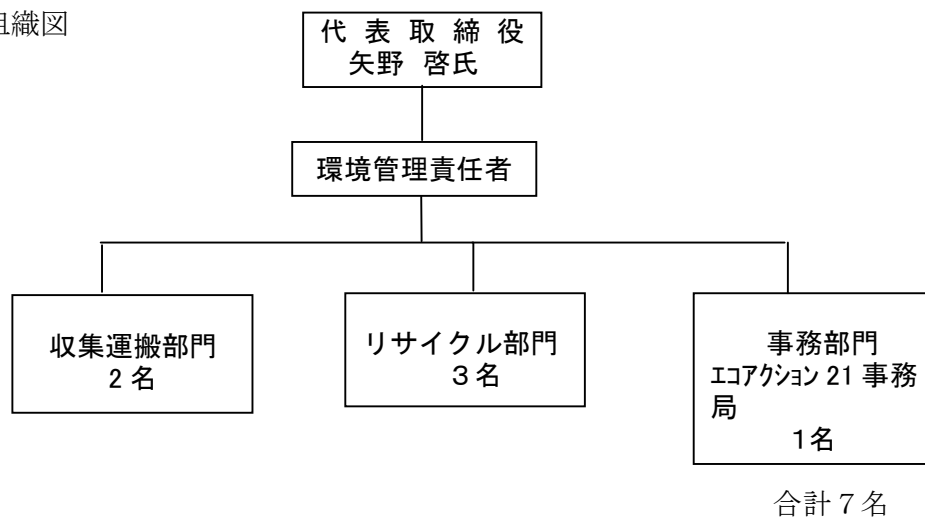 組織図
代 表 取 締 役
矢野 啓氏
環境管理責任者
収集運搬部門
2 名
リサイクル部門
３名
事務部門
ｴｺｱｸｼｮﾝ 21 事務
局
１名
合計７名